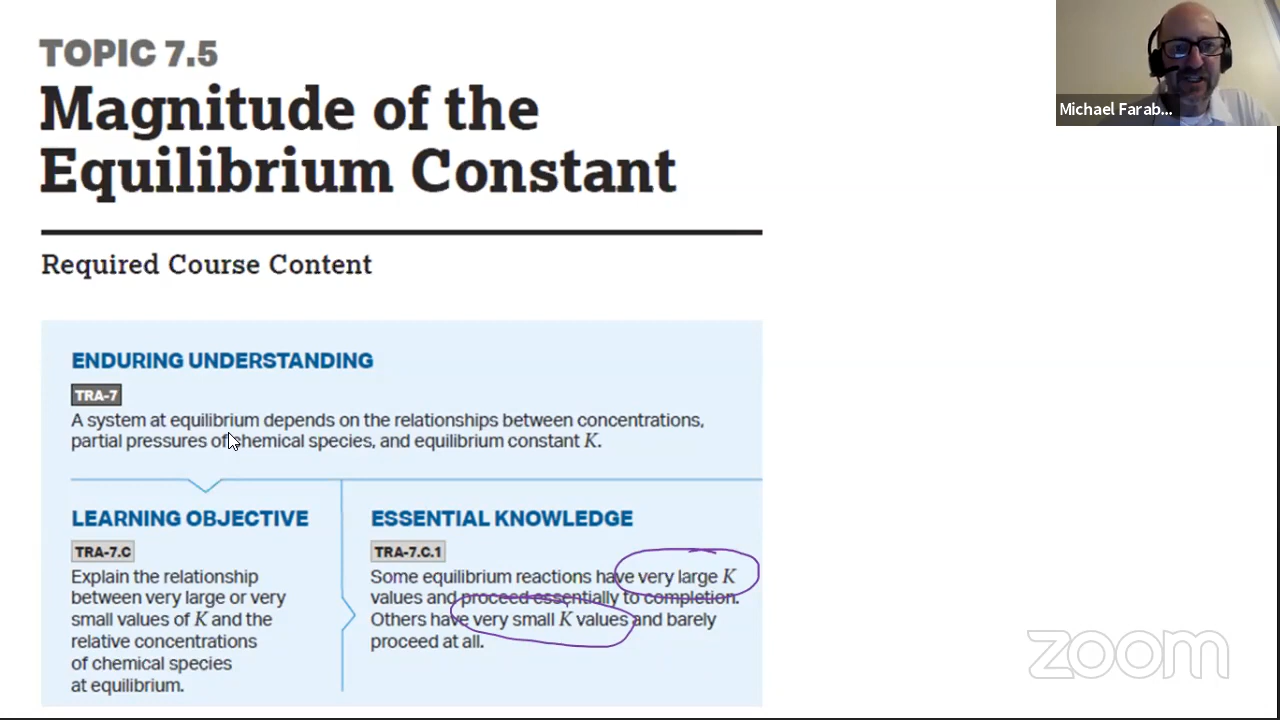 TOPIC 7.5
Magnitude of the
Equilibrium Constant
Required Course Content
ENDURING UNDERSTANDING
TRA-7
A system at equilibrium depends on the relationships between concentrations,
partial pressures of chemical species, and equilibrium constant K.
LEARNING OBJECTIVE
TRA-7.C
Explain the relationship
between very large or very
small values of K and the
relative concentrations
of chemical species
at equilibrium.
ESSENTIAL KNOWLEDGE
TRA-7.C.1
Some equilibrium reactions have very large K
values and proceed essentially to completion.
Others have very small K values and barely
proceed at all.
Michael Farab...
zoom